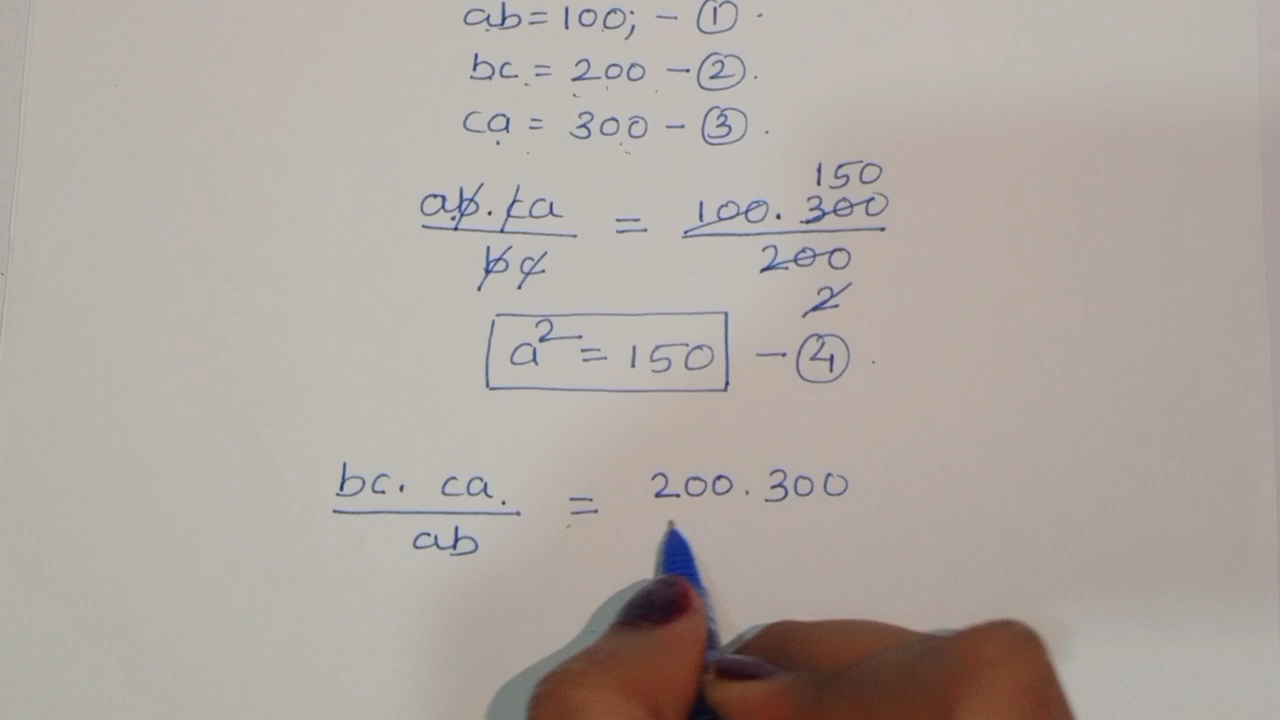 ab = 100; - ①
bc = 200 - ②.
ca = 300 - ③.
150
ab.ca = 100. 300
bc 200
2
a² = 150 - ④.
bc. ca. = 200.300
ab